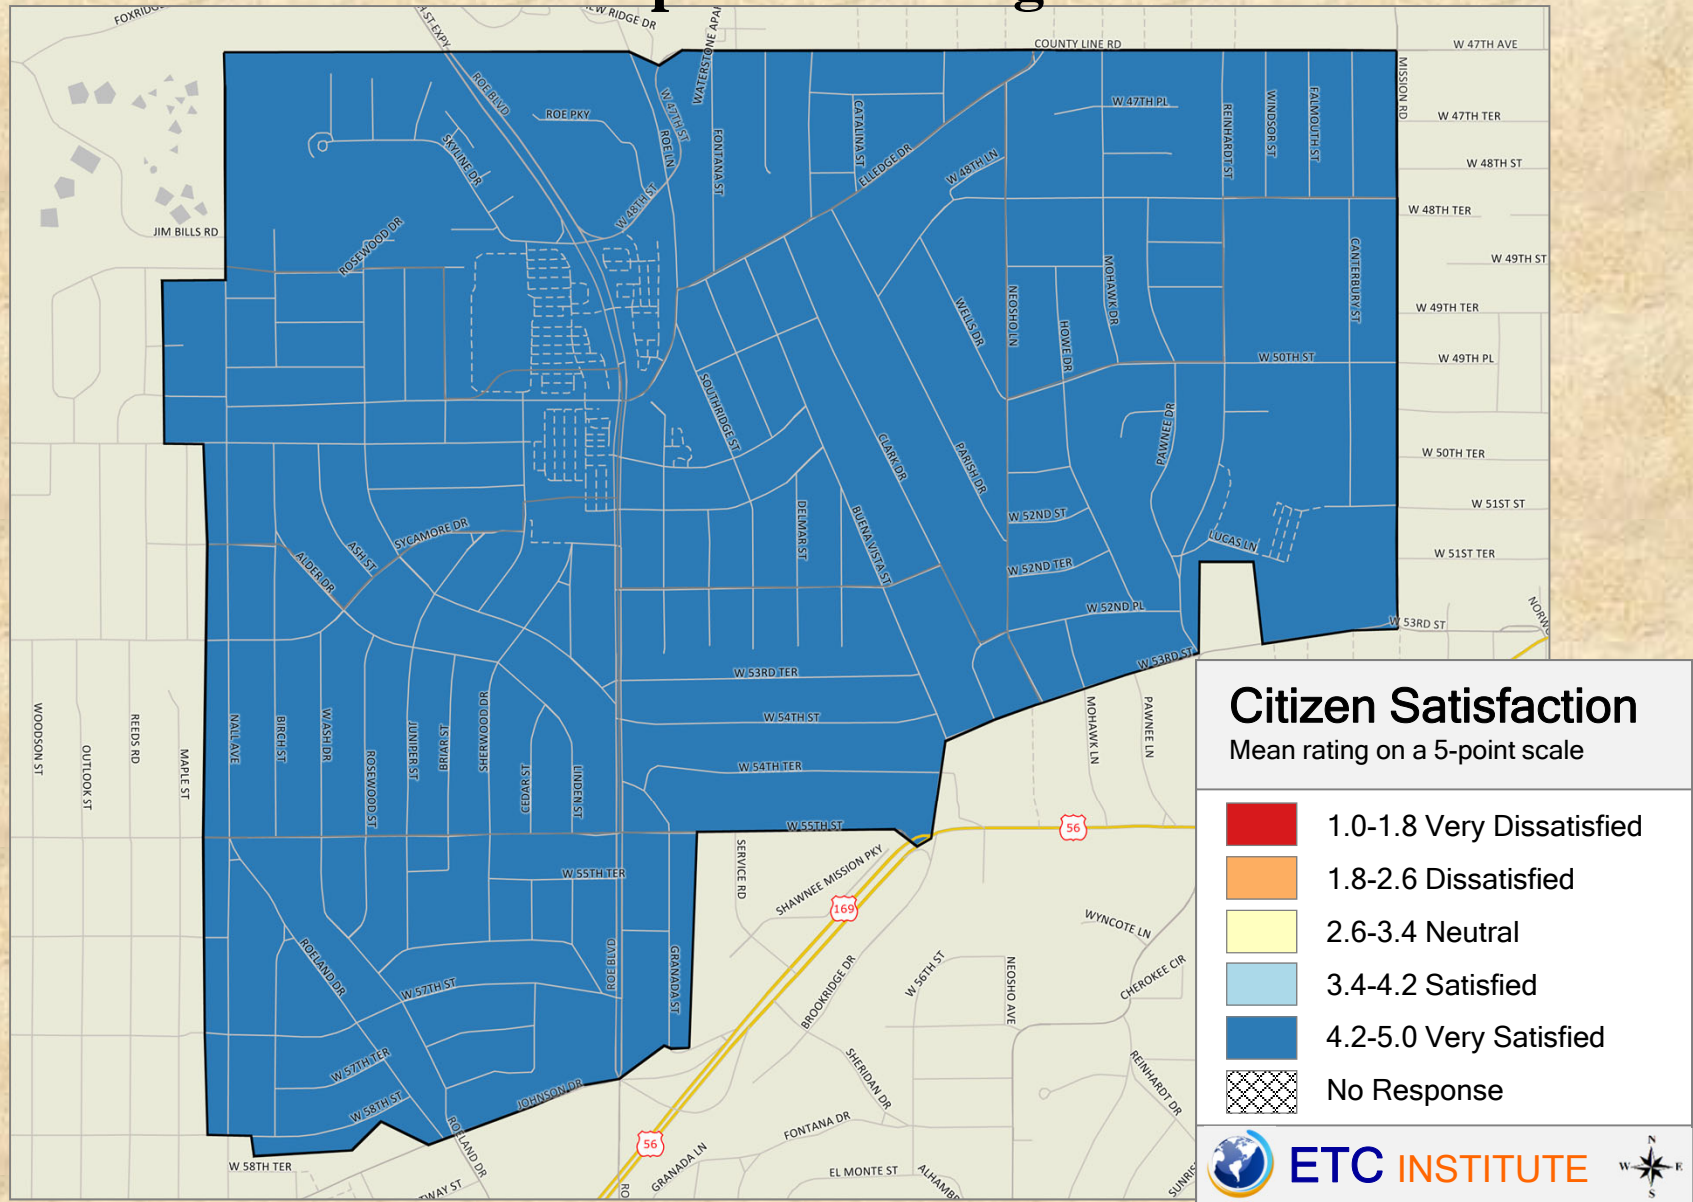 COUNTY LINE RD
W 47TH AVE
ROE BLVD
WATERSTONE APA
W 47TH ST
MISSION RD
ROE PKY
W 47TH PL
W 47TH TER
CATALINA ST
REINHARDT ST
WINDSOR ST
FALMOUTH ST
SKYLINE DR
ROE LN
FONTANA ST
ELLEDGE DR
W 48TH LN
W 48TH ST
W 48TH ST
W 48TH TER
JIM BILLS RD
ROSEWOOD DR
W 49TH ST
MOHAWK DR
CANTERBURY ST
WELLS DR
NEOSHO LN
HOWE DR
W 49TH TER
W 50TH ST
W 49TH PL
SOUTHRIDGE ST
CLARK DR
PARISH DR
PAWNEE DR
W 50TH TER
W 51ST ST
DELMAR ST
BUENA VISTA ST
W 52ND ST
SYCAMORE DR
ASH ST
ALDER DR
LUCAS LN
W 51ST TER
W 52ND TER
W 52ND PL
W 53RD ST
W 53RD ST
W 53RD TER
W 54TH ST
W 54TH TER
W 55TH ST
WOODSON ST
OUTLOOK ST
REEDS RD
MAPLE ST
NALL AVE
BIRCH ST
W ASH DR
ROSEWOOD ST
JUNIPER ST
BRIAR ST
SHERWOOD DR
CEDAR ST
LINDEN ST
MOHAWK LN
PAWNEE LN
56
SERVICE RD
SHAWNEE MISSION PKY
169
W 55TH TER
WYNCOTE LN
ROELAND DR
ROE BLVD
GRANADA ST
W 57TH ST
BROOKRIDGE DR
W 56TH ST
NEOSHO AVE
CHEROKEE CIR
W 57TH TER
W 58TH ST
JOHNSON DR
ROELAND DR
SHERIDAN DR
REINHARDT DR
FONTANA DR
56
GRANADA LN
EL MONTE ST
W 58TH TER
Citizen Satisfaction
Mean rating on a 5-point scale
1.0-1.8 Very Dissatisfied
1.8-2.6 Dissatisfied
2.6-3.4 Neutral
3.4-4.2 Satisfied
4.2-5.0 Very Satisfied
No Response
ETC INSTITUTE
N
W E
S